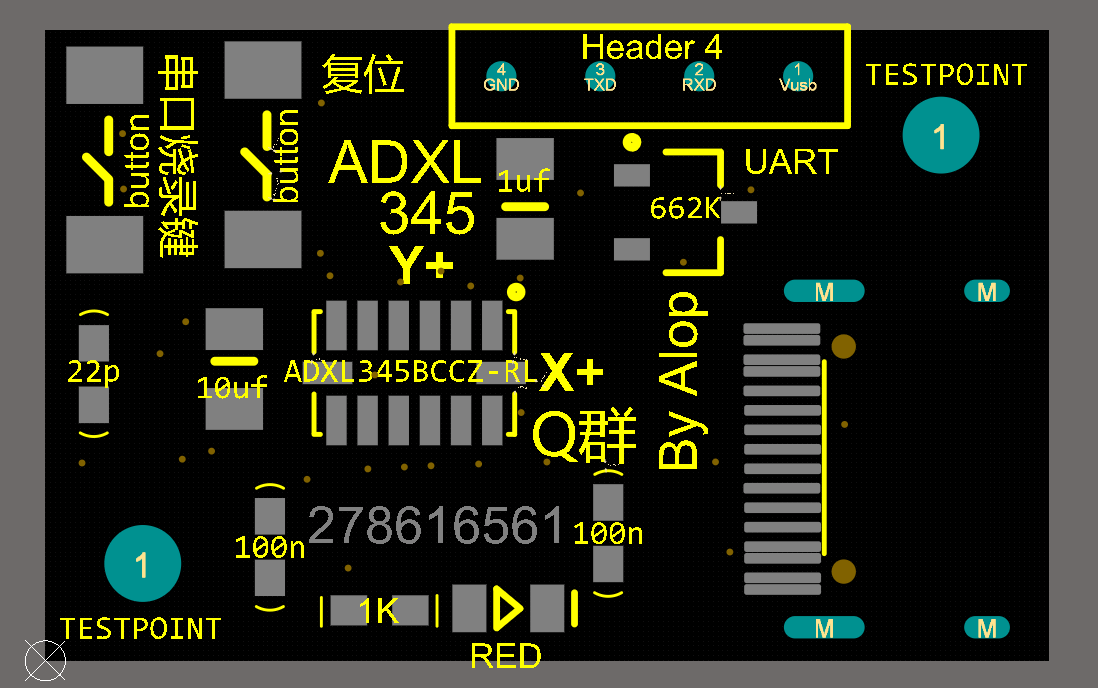 Header 4
4 3 2 1
GND TXD RXD Vusb
TESTPOINT
1
串口烧录键
button
复位
button
ADXL
345
Y+
1uf
662K
UART
M M
22p
10uf
ADXL345BCCZ-RL
X+
Q群
278616561
By Alop
100n
100n
1
TESTPOINT
1K
RED
M M